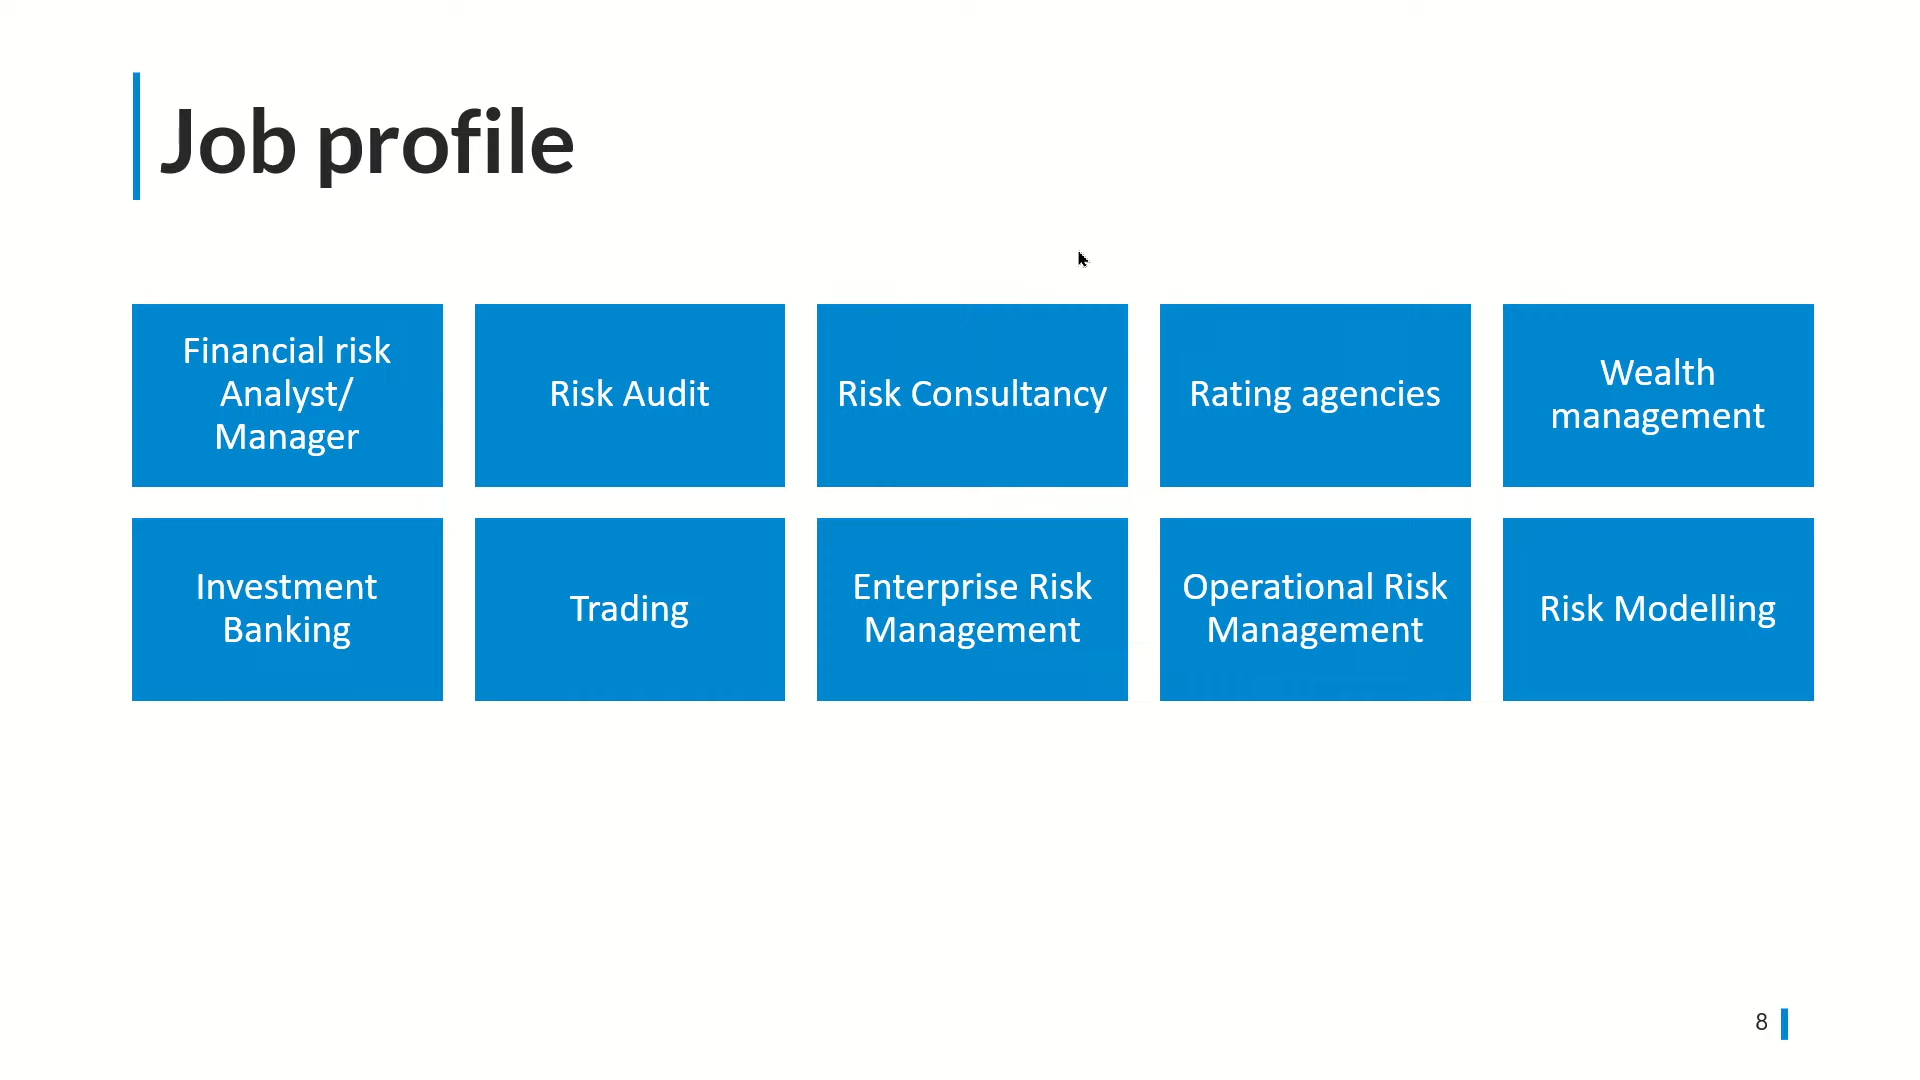 Job profile
Financial risk
Analyst/
Manager
Risk Audit
Risk Consultancy
Rating agencies
Wealth
management
Investment
Banking
Trading
Enterprise Risk
Management
Operational Risk
Management
Risk Modelling
8